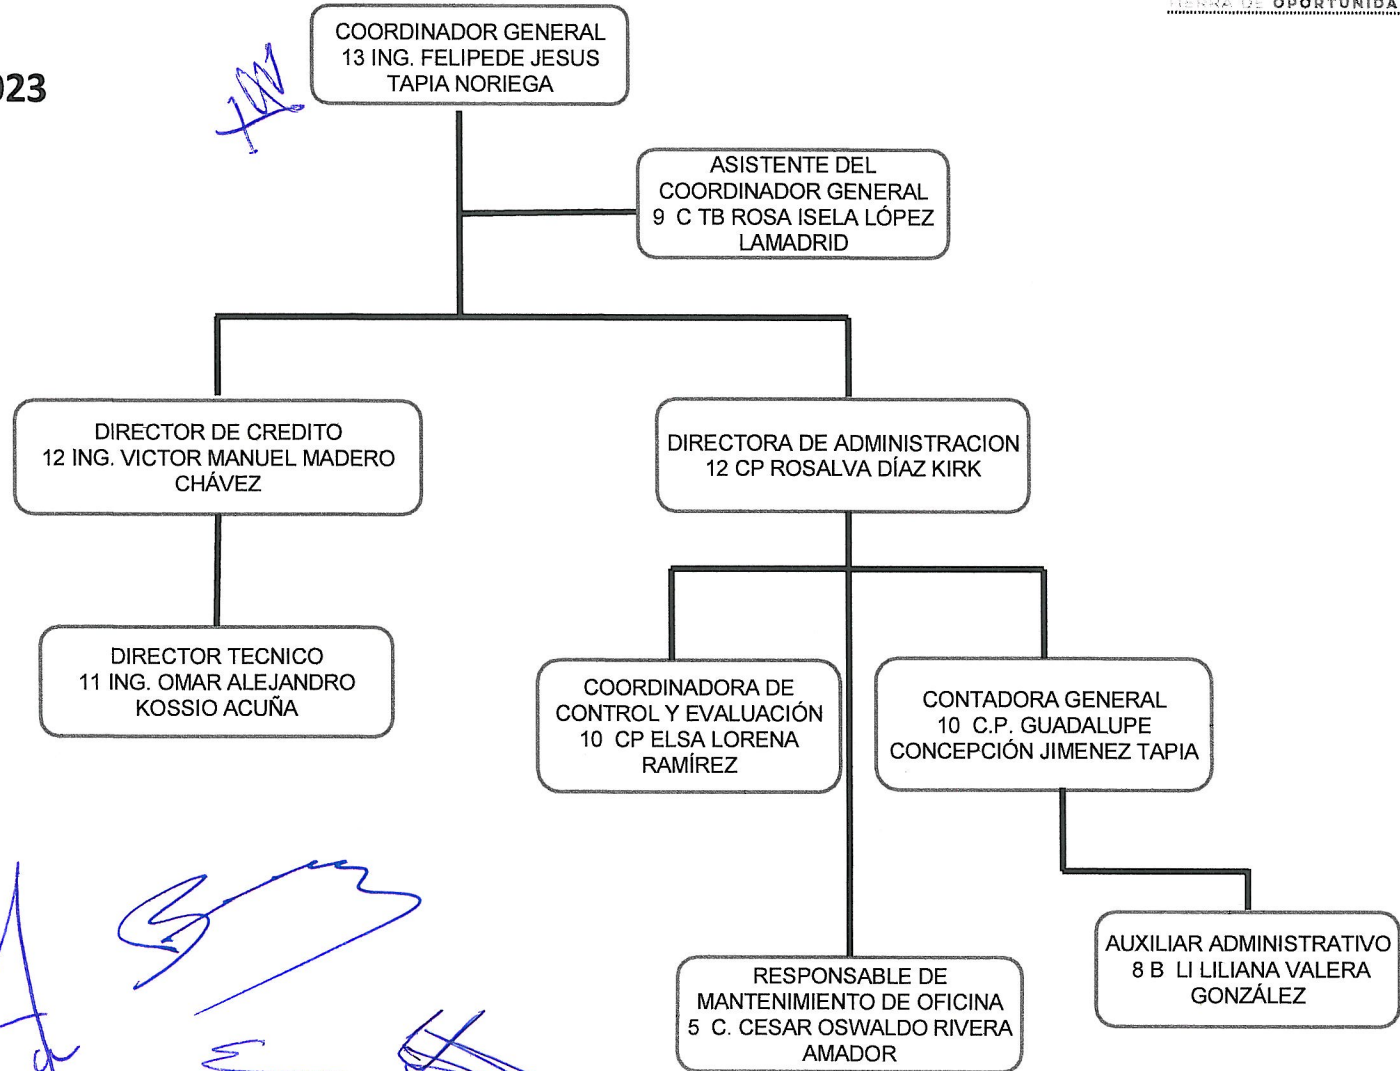 TIERRA DE OPORTUNIDA
023
COORDINADOR GENERAL
13 ING. FELIPEDE JESUS
TAPIA NORIEGA
ASISTENTE DEL
COORDINADOR GENERAL
9 C TB ROSA ISELA LÓPEZ
LAMADRID
DIRECTOR DE CREDITO
12 ING. VICTOR MANUEL MADERO
CHÁVEZ
DIRECTORA DE ADMINISTRACION
12 CP ROSALVA DÍAZ KIRK
DIRECTOR TECNICO
11 ING. OMAR ALEJANDRO
KOSSIO ACUÑA
COORDINADORA DE
CONTROL Y EVALUACIÓN
10 CP ELSA LORENA
RAMÍREZ
CONTADORA GENERAL
10 C.P. GUADALUPE
CONCEPCIÓN JIMENEZ TAPIA
RESPONSABLE DE
MANTENIMIENTO DE OFICINA
5 C. CESAR OSWALDO RIVERA
AMADOR
AUXILIAR ADMINISTRATIVO
8 B LI LILIANA VALERA
GONZÁLEZ